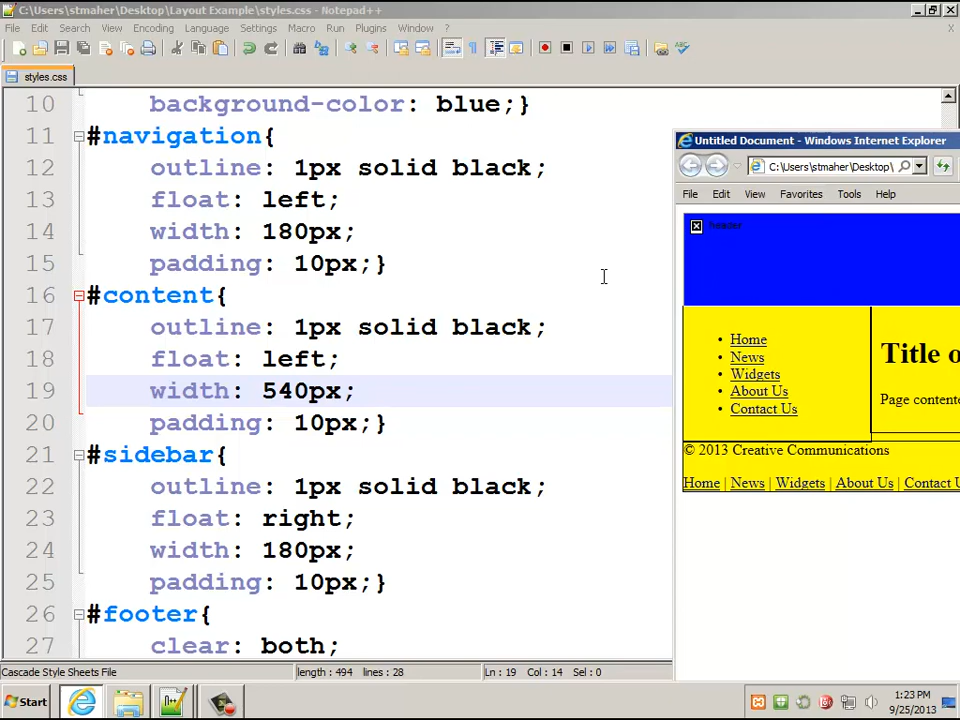 C:\Users\stmaher\Desktop\Layout Example\styles.css - Notepad++
File Edit Search View Encoding Language Settings Macro Run Plugins Window ? X
styles.css
10 background-color: blue;}
11 #navigation{
12 outline: 1px solid black;
13 float: left;
14 width: 180px;
15 padding: 10px;}
16 #content{
17 outline: 1px solid black;
18 float: left;
19 width: 540px;
20 padding: 10px;}
21 #sidebar{
22 outline: 1px solid black;
23 float: right;
24 width: 180px;
25 padding: 10px;}
26 #footer{
27 clear: both;
Cascade Style Sheets File length : 494 lines : 28 Ln : 19 Col : 14 Sel : 0
Untitled Document - Windows Internet Explorer
C:\Users\stmaher\Desktop\
File Edit View Favorites Tools Help
header
• Home
• News
• Widgets
• About Us
• Contact Us
Title o
Page contente
© 2013 Creative Communications
Home | News | Widgets | About Us | Contact U
Start
1:23 PM
9/25/2013